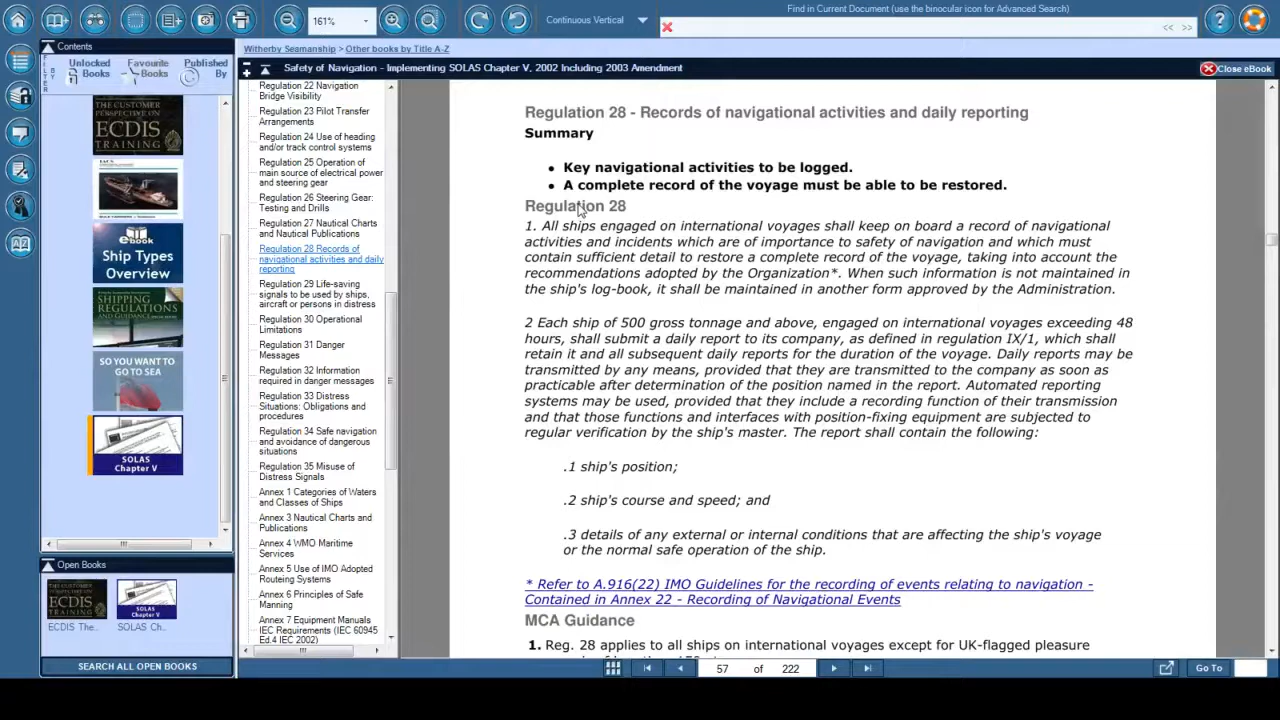 Find in Current Document (use the binocular icon for Advanced Search)
161%
Continuous Vertical
<< >>
Contents
FILTER BY
Unlocked Books
Favourite Books
Published By
Witherby Seamanship > Other books by Title A-Z
Safety of Navigation - Implementing SOLAS Chapter V, 2002 Including 2003 Amendment
Close eBook
THE CUSTOMER
PERSPECTIVE ON
ECDIS
TRAINING
eBook
Ship Types
Overview
SHIPPING
REGULATIONS
AND GUIDANCE
SO YOU WANT TO
GO TO SEA
SOLAS
Chapter V
Open Books
ECDIS The...
SOLAS Ch...
SEARCH ALL OPEN BOOKS
Regulation 22 Navigation
Bridge Visibility
Regulation 23 Pilot Transfer
Arrangements
Regulation 24 Use of heading
and/or track control systems
Regulation 25 Operation of
main source of electrical power
and steering gear
Regulation 26 Steering Gear:
Testing and Drills
Regulation 27 Nautical Charts
and Nautical Publications
Regulation 28 Records of
navigational activities and daily
reporting
Regulation 29 Life-saving
signals to be used by ships,
aircraft or persons in distress
Regulation 30 Operational
Limitations
Regulation 31 Danger
Messages
Regulation 32 Information
required in danger messages
Regulation 33 Distress
Situations: Obligations and
procedures
Regulation 34 Safe navigation
and avoidance of dangerous
situations
Regulation 35 Misuse of
Distress Signals
Annex 1 Categories of Waters
and Classes of Ships
Annex 3 Nautical Charts and
Publications
Annex 4 WMO Maritime
Services
Annex 5 Use of IMO Adopted
Routeing Systems
Annex 6 Principles of Safe
Manning
Annex 7 Equipment Manuals
IEC Requirements (IEC 60945
Ed.4 IEC 2002)
Regulation 28 - Records of navigational activities and daily reporting
Summary
• Key navigational activities to be logged.
• A complete record of the voyage must be able to be restored.
Regulation 28
1. All ships engaged on international voyages shall keep on board a record of navigational
activities and incidents which are of importance to safety of navigation and which must
contain sufficient detail to restore a complete record of the voyage, taking into account the
recommendations adopted by the Organization*. When such information is not maintained in
the ship's log-book, it shall be maintained in another form approved by the Administration.
2 Each ship of 500 gross tonnage and above, engaged on international voyages exceeding 48
hours, shall submit a daily report to its company, as defined in regulation IX/1, which shall
retain it and all subsequent daily reports for the duration of the voyage. Daily reports may be
transmitted by any means, provided that they are transmitted to the company as soon as
practicable after determination of the position named in the report. Automated reporting
systems may be used, provided that they include a recording function of their transmission
and that those functions and interfaces with position-fixing equipment are subjected to
regular verification by the ship's master. The report shall contain the following:
.1 ship's position;
.2 ship's course and speed; and
.3 details of any external or internal conditions that are affecting the ship's voyage
or the normal safe operation of the ship.
* Refer to A.916(22) IMO Guidelines for the recording of events relating to navigation -
Contained in Annex 22 - Recording of Navigational Events
MCA Guidance
1. Reg. 28 applies to all ships on international voyages except for UK-flagged pleasure
57 of 222
Go To